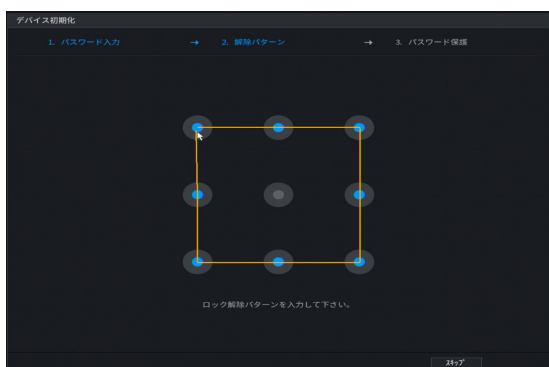 デバイス初期化
1. パスワード入力 → 2. 解除パターン → 3. パスワード保護
ロック解除パターンを入力して下さい。
スキップ